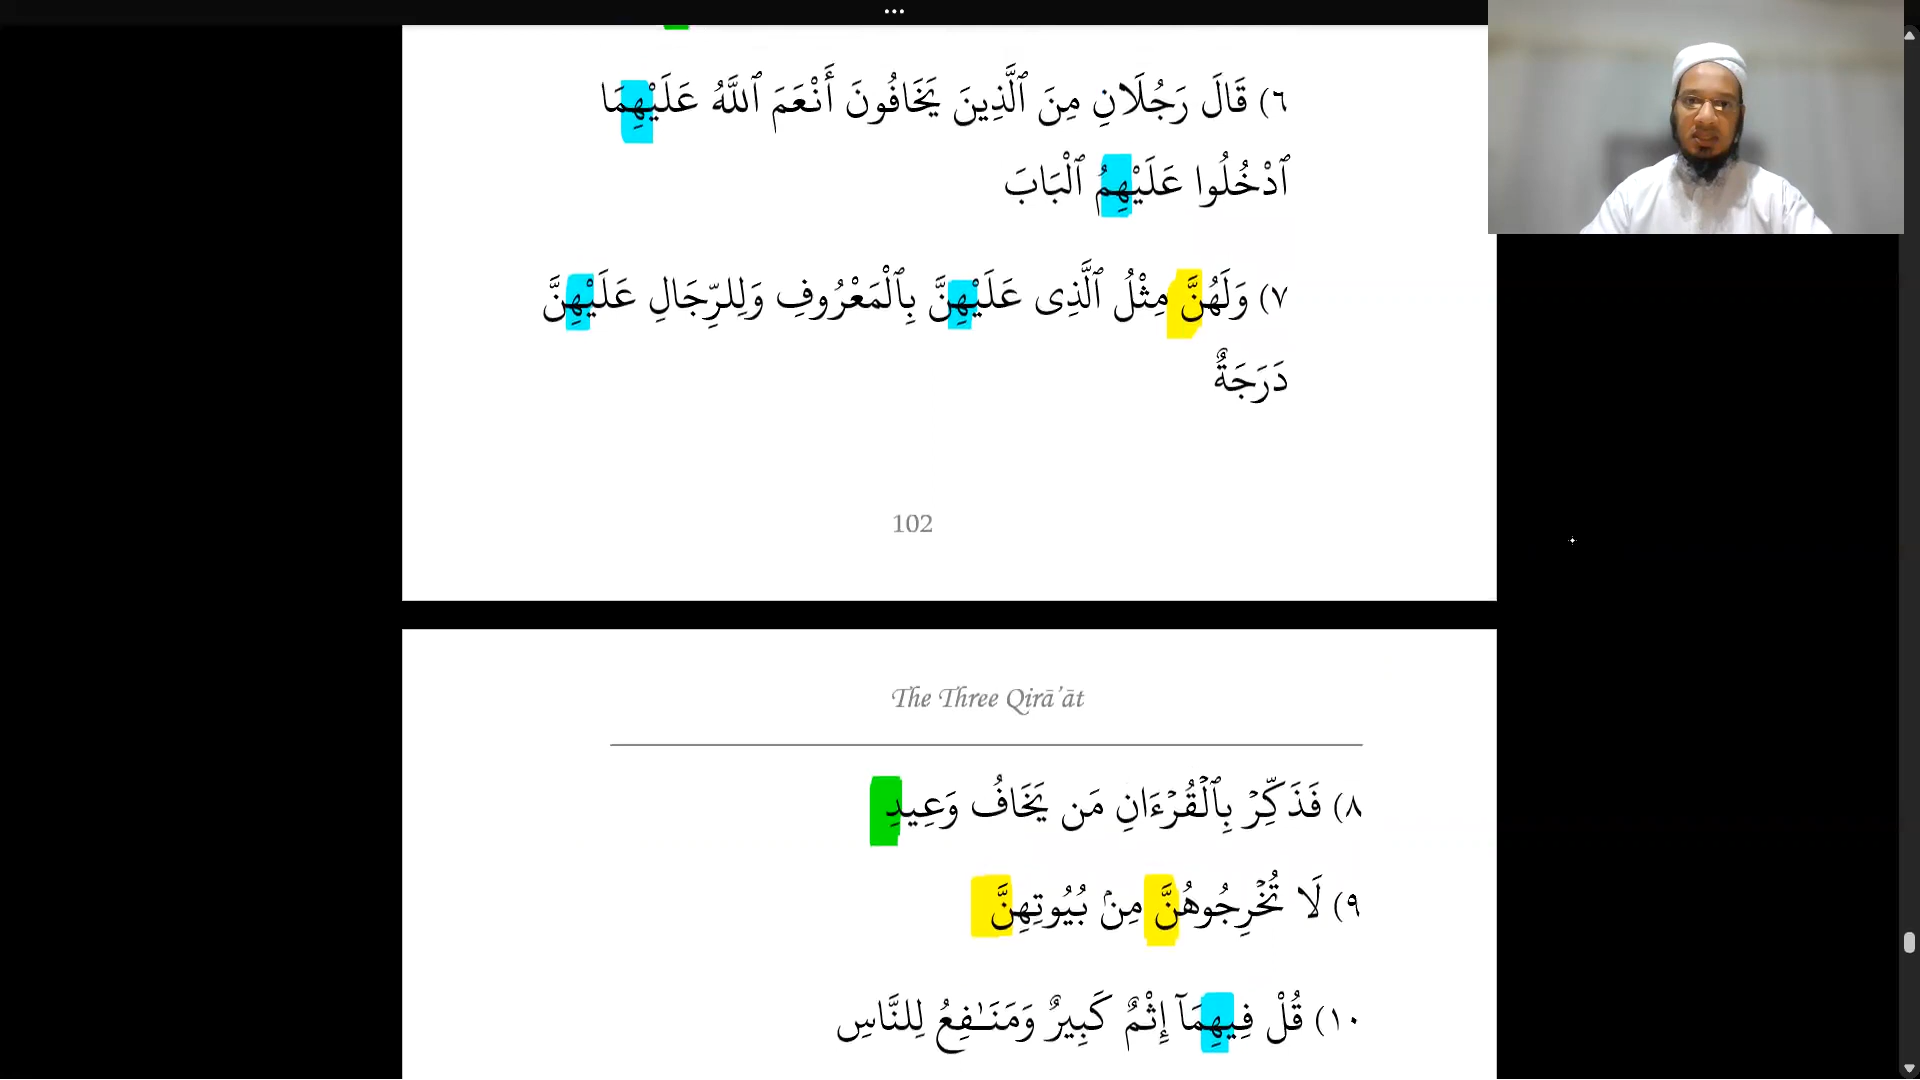 ٦) قَالَ رَجُلَانِ مِنَ ٱلَّذِينَ يَخَافُونَ أَنْعَمَ ٱللَّهُ عَلَيْهِمَا
ٱدْخُلُوا عَلَيْهِمُ ٱلْبَابَ
٧) وَلَهُنَّ مِثْلُ ٱلَّذِى عَلَيْهِنَّ بِٱلْمَعْرُوفِ وَلِلرِّجَالِ عَلَيْهِنَّ
دَرَجَةٌ
102
The Three Qirā’āt
٨) فَذَكِّرْ بِٱلْقُرْءَانِ مَن يَخَافُ وَعِيدِ
٩) لَا تُخْرِجُوهُنَّ مِنۢ بُيُوتِهِنَّ
١٠) قُلْ فِيهِمَآ إِثْمٌ كَبِيرٌ وَمَنَـٰفِعُ لِلنَّاسِ